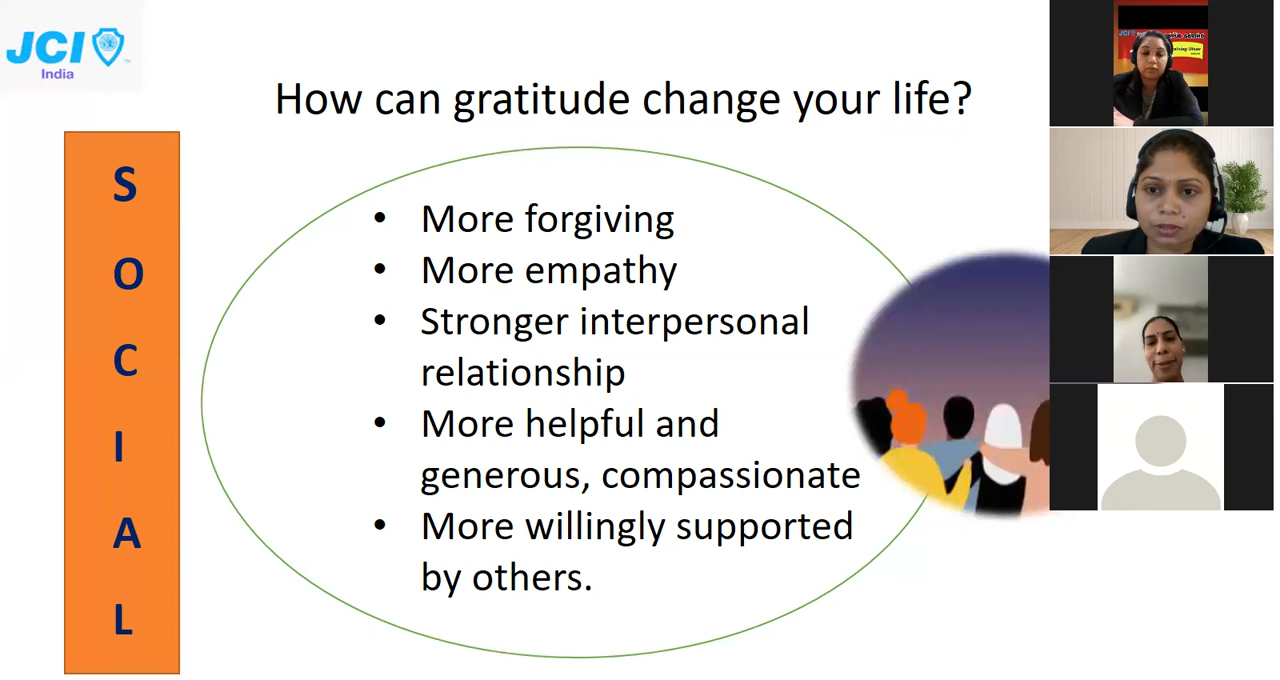 JCI
India
How can gratitude change your life?
S
O
C
I
A
L
• More forgiving
• More empathy
• Stronger interpersonal
relationship
• More helpful and
generous, compassionate
• More willingly supported
by others.
JCI